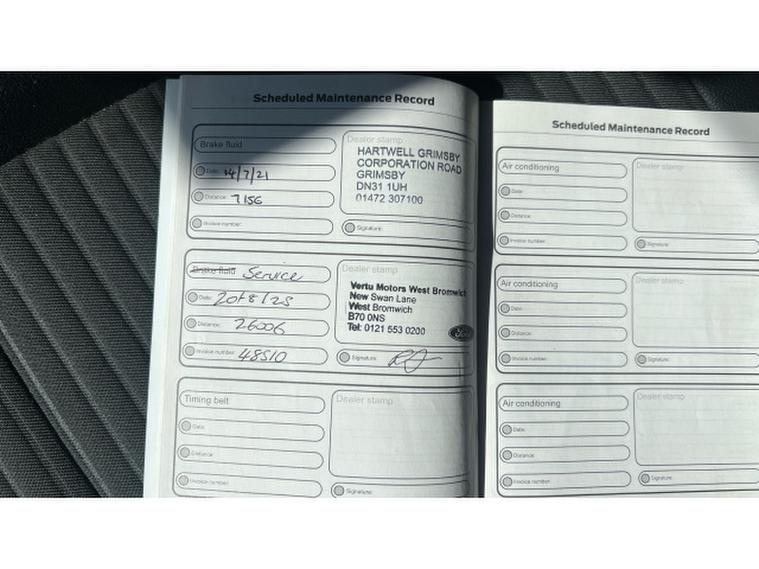 Scheduled Maintenance Record
Brake fluid
Date: 14/7/21
Distance: 7156
Invoice number:
Dealer stamp
HARTWELL GRIMSBY
CORPORATION ROAD
GRIMSBY
DN31 1UH
01472 307100
Signature:
Brake fluid Service
Date: 20/8/25
Distance: 26006
Invoice number: 48510
Dealer stamp
Vertu Motors West Bromwich
New Swan Lane
West Bromwich
B70 0NS
Tel: 0121 553 0200
Ford
Signature:
Timing belt
Date:
Distance:
Invoice number:
Dealer stamp
Signature:
Scheduled Maintenance Record
Air conditioning
Date:
Distance:
Invoice number:
Dealer stamp
Signature:
Air conditioning
Date:
Distance:
Invoice number:
Dealer stamp
Signature:
Air conditioning
Date:
Distance:
Invoice number:
Dealer stamp
Signature: